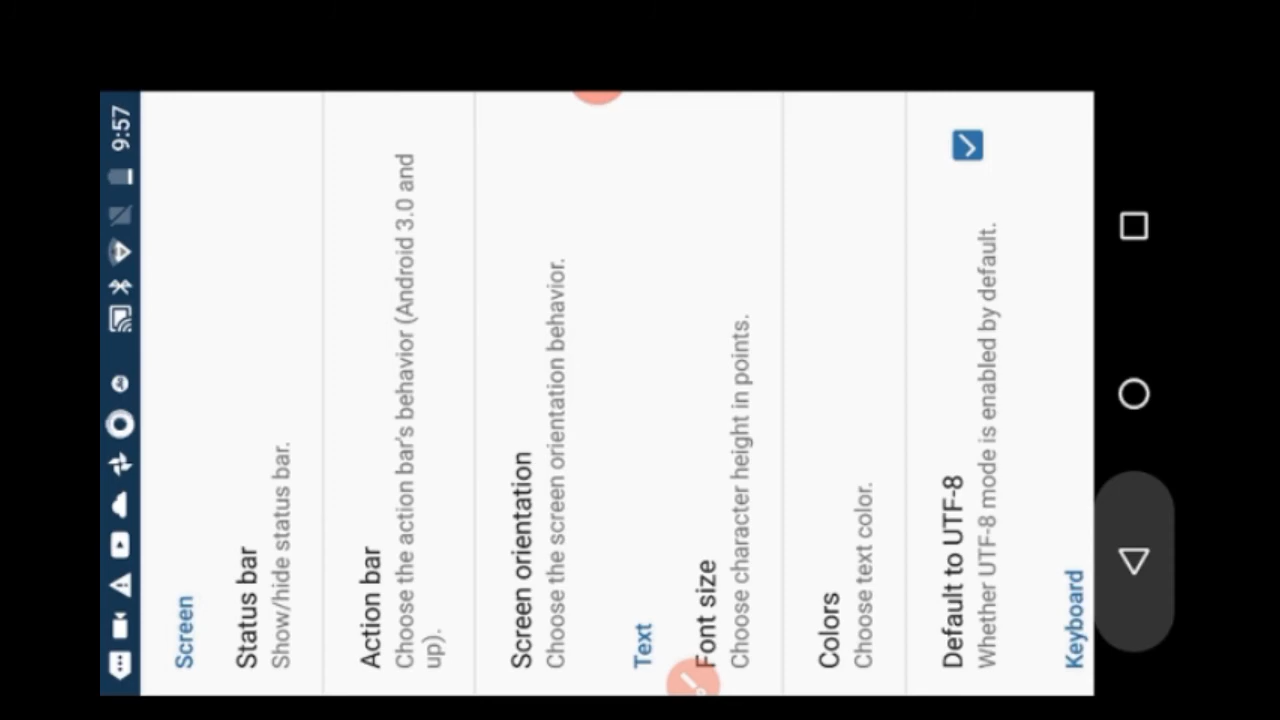 9:57
Screen
Status bar
Show/hide status bar.
Action bar
Choose the action bar's behavior (Android 3.0 and
up).
Screen orientation
Choose the screen orientation behavior.
Text
Font size
Choose character height in points.
Colors
Choose text color.
Default to UTF-8
Whether UTF-8 mode is enabled by default.
Keyboard